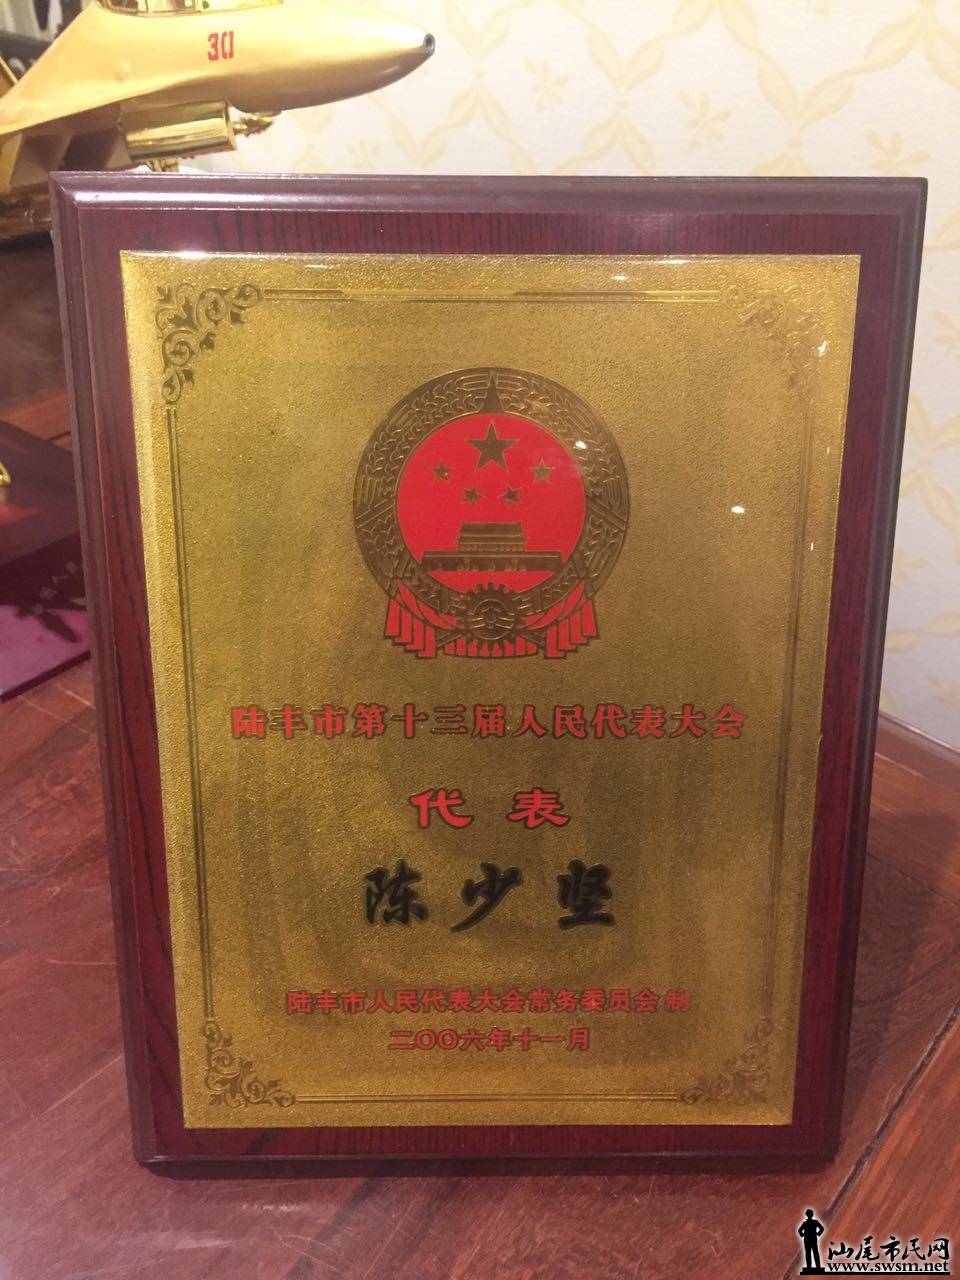 30
陆丰市第十三届人民代表大会
代表
陈少坚
陆丰市人民代表大会常务委员会 制
二〇〇六年十一月
汕尾市民网
www.swsm.net